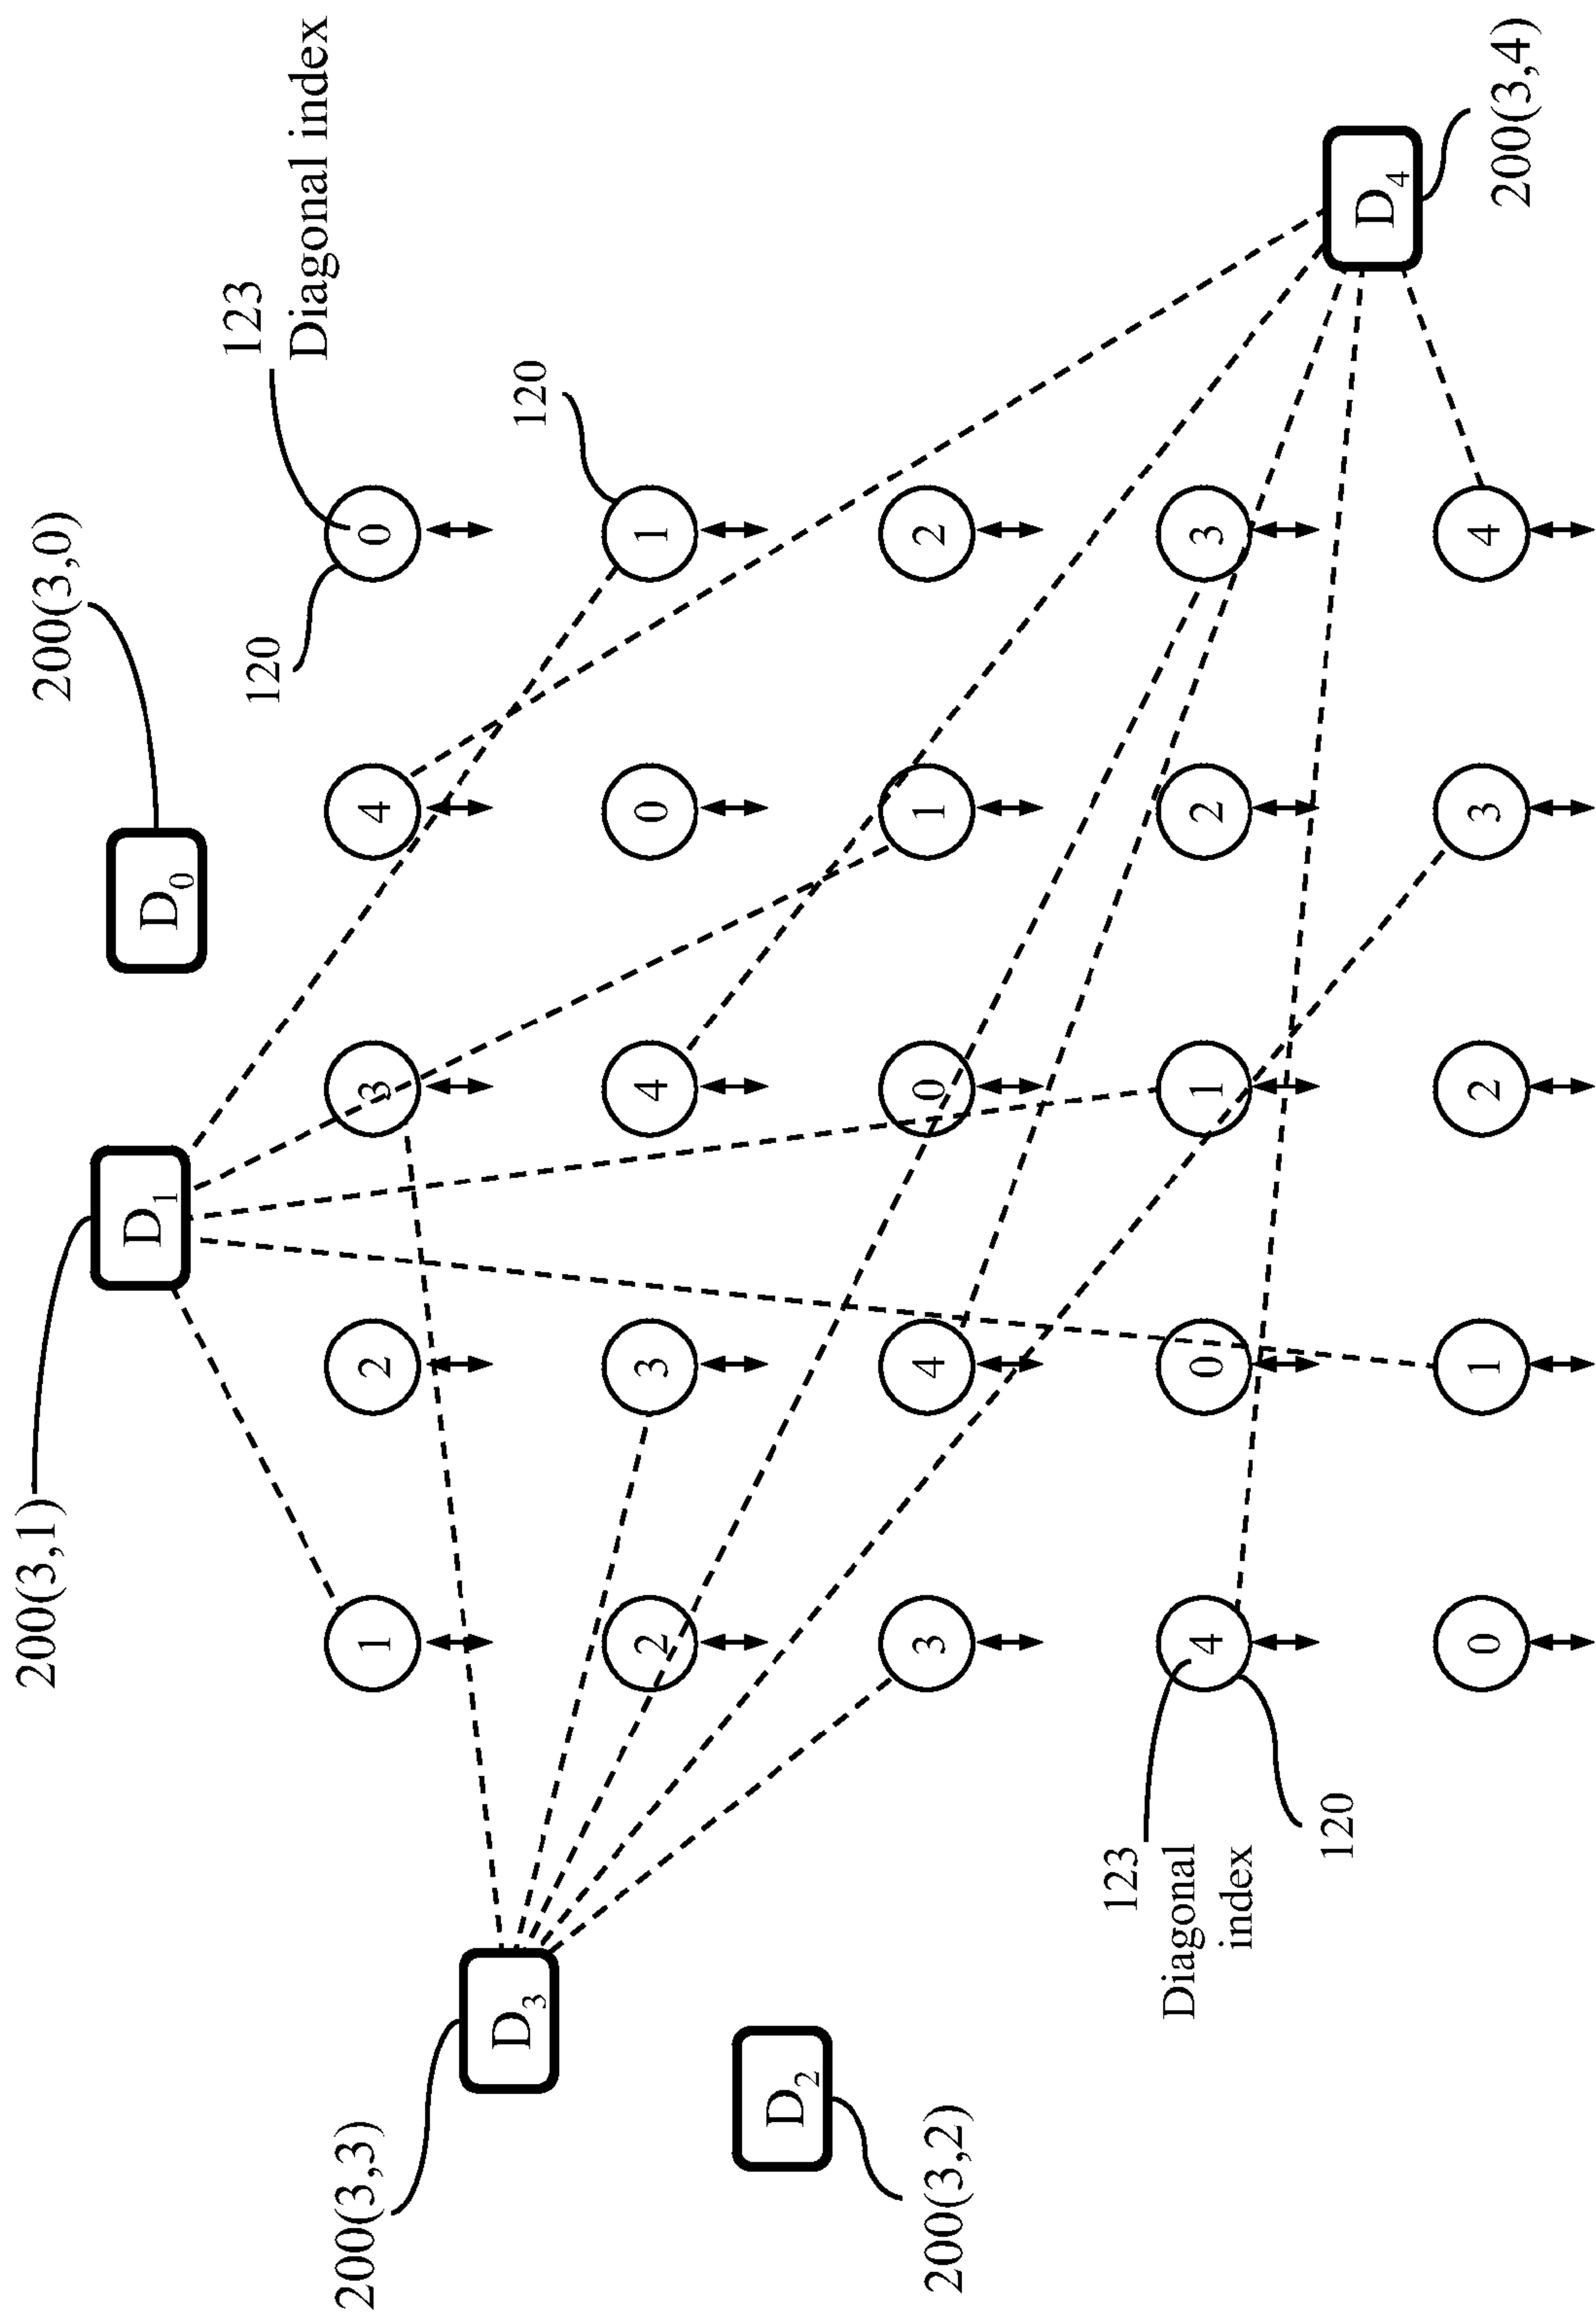 200(3,1)
200(3,0)
D1
D0
123
120
Diagonal index
200(3,3)
1 2 3 4 0
D3
120
2 3 4 0 1
D2
3 4 0 1 2
200(3,2)
123
Diagonal
index
4 0 1 2 3
120
D4
0 1 2 3 4
200(3,4)